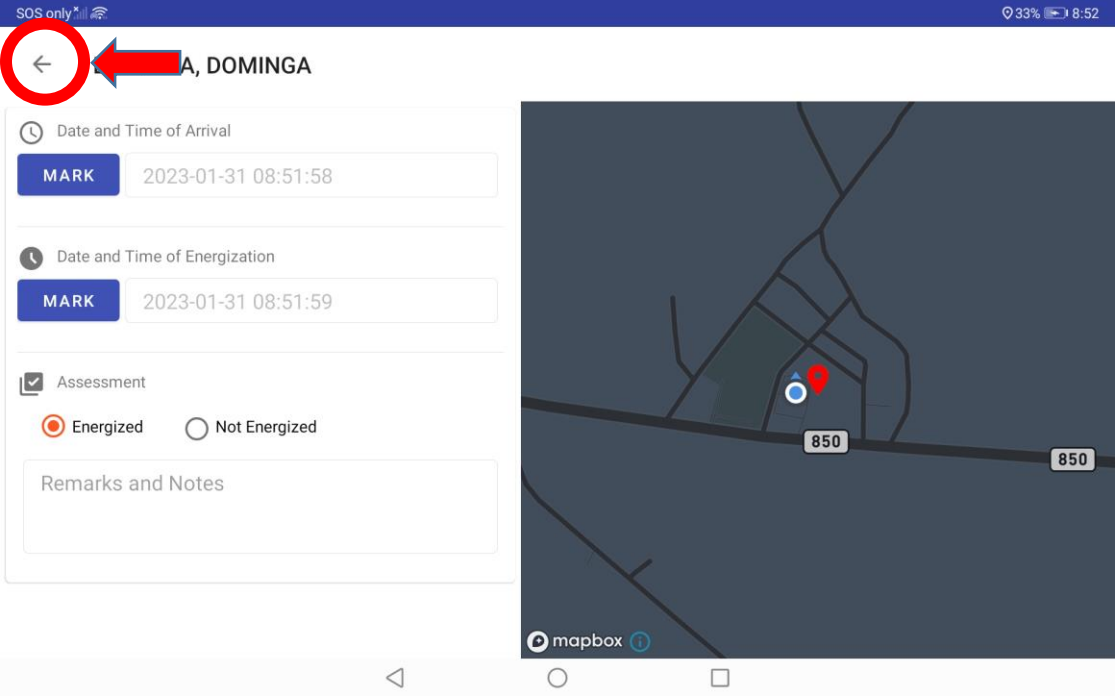 SOS only
33% 8:52
A, DOMINGA
Date and Time of Arrival
MARK 2023-01-31 08:51:58
Date and Time of Energization
MARK 2023-01-31 08:51:59
Assessment
Energized Not Energized
Remarks and Notes
850
850
mapbox